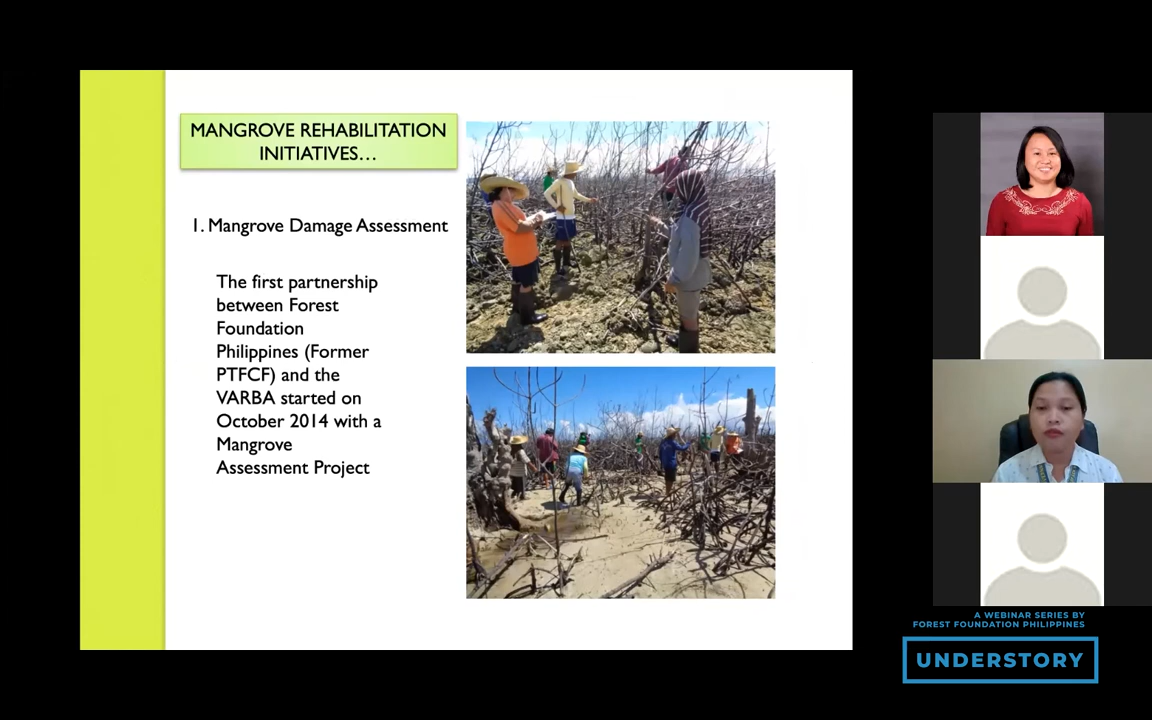 MANGROVE REHABILITATION
INITIATIVES…
1. Mangrove Damage Assessment
The first partnership
between Forest
Foundation
Philippines (Former
PTFCF) and the
VARBA started on
October 2014 with a
Mangrove
Assessment Project
A WEBINAR SERIES BY
FOREST FOUNDATION PHILIPPINES
UNDERSTORY